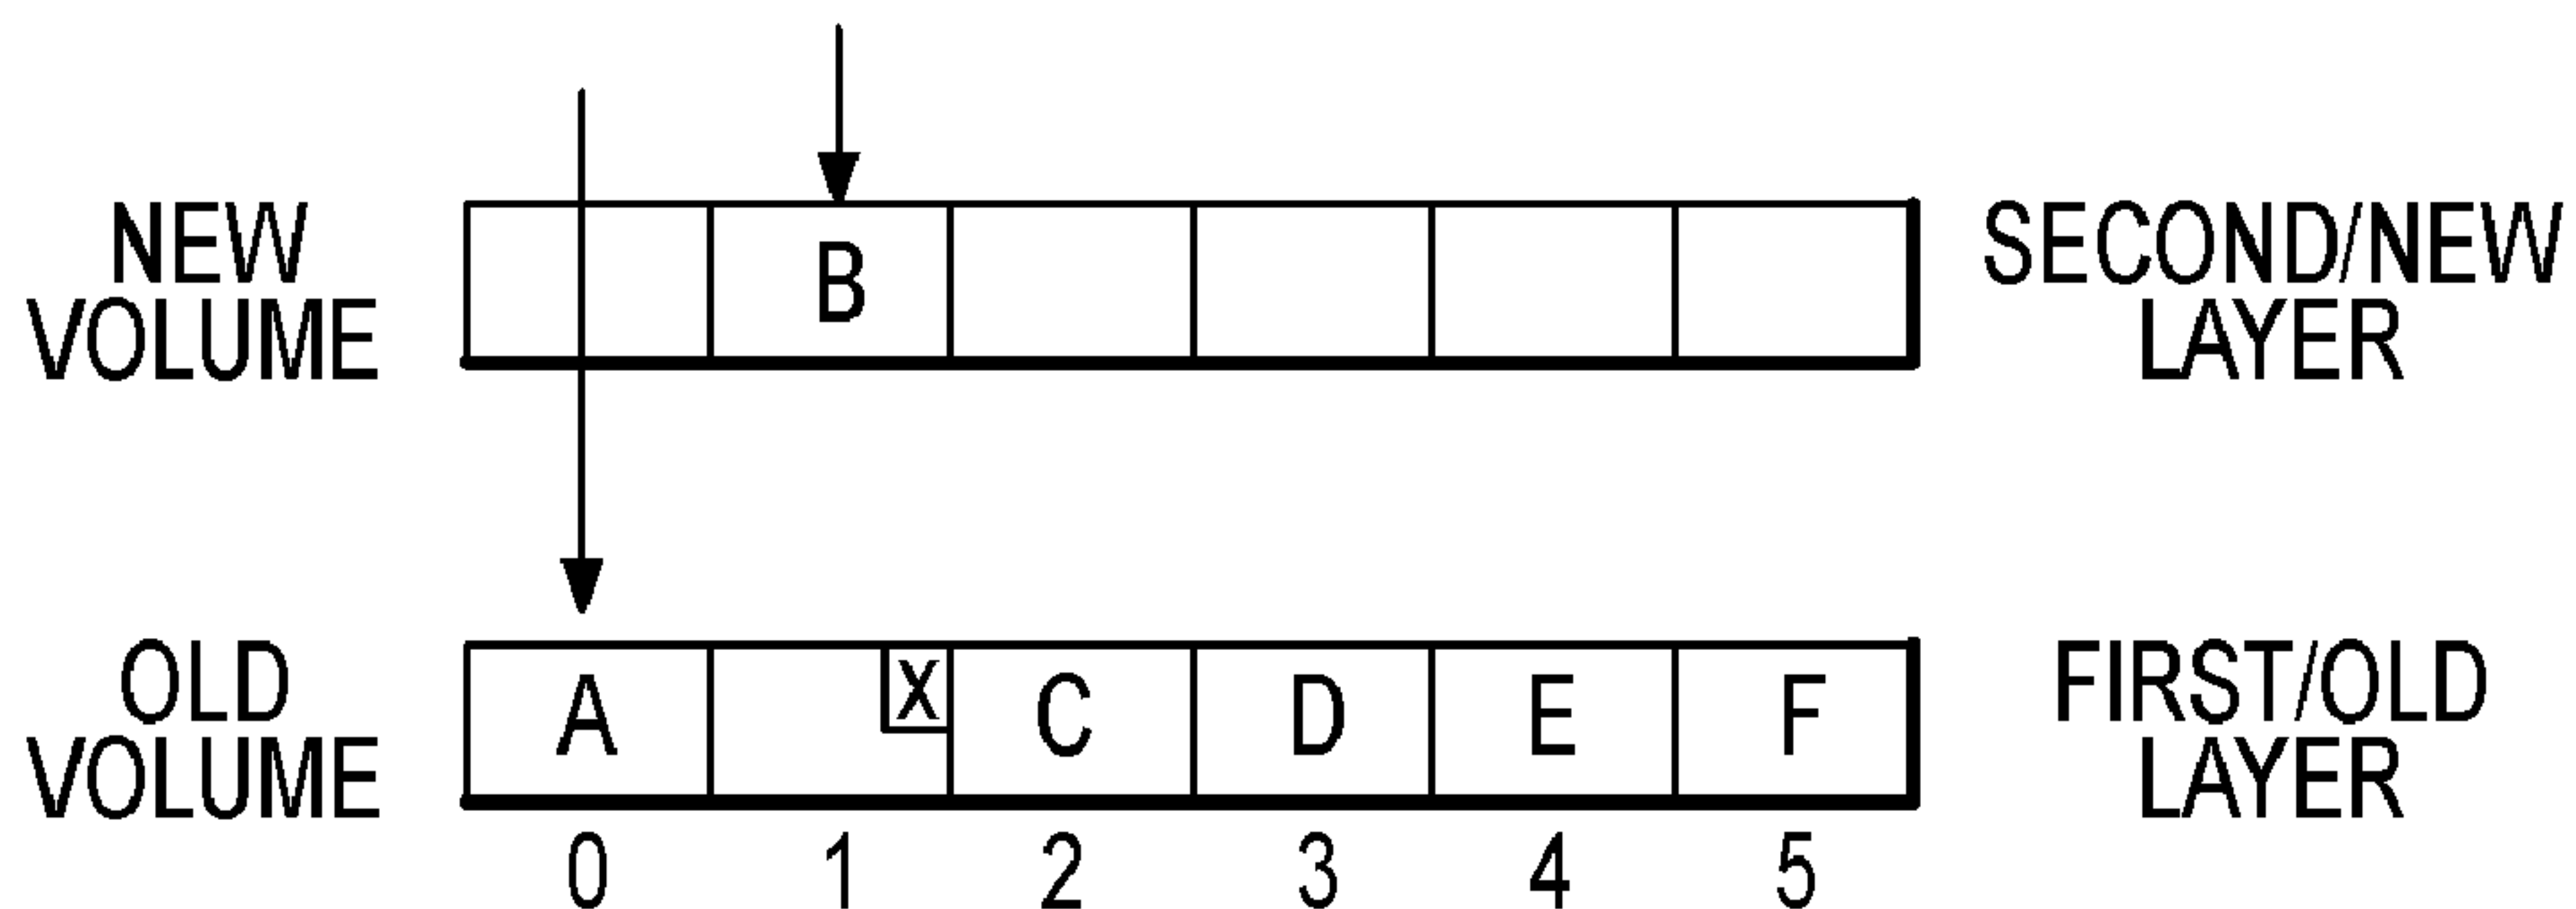 NEW
VOLUME
B
SECOND/NEW
LAYER
OLD
VOLUME
A
X
C
D
E
F
FIRST/OLD
LAYER
0 1 2 3 4 5